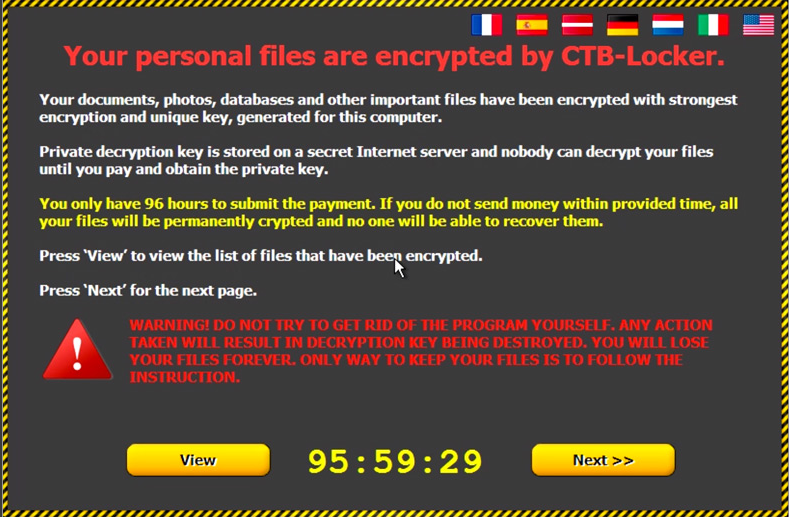 Your personal files are encrypted by CTB-Locker.
Your documents, photos, databases and other important files have been encrypted with strongest
encryption and unique key, generated for this computer.
Private decryption key is stored on a secret Internet server and nobody can decrypt your files
until you pay and obtain the private key.
You only have 96 hours to submit the payment. If you do not send money within provided time, all
your files will be permanently crypted and no one will be able to recover them.
Press 'View' to view the list of files that have been encrypted.
Press 'Next' for the next page.
WARNING! DO NOT TRY TO GET RID OF THE PROGRAM YOURSELF. ANY ACTION
TAKEN WILL RESULT IN DECRYPTION KEY BEING DESTROYED. YOU WILL LOSE
YOUR FILES FOREVER. ONLY WAY TO KEEP YOUR FILES IS TO FOLLOW THE
INSTRUCTION.
View
95:59:29
Next >>